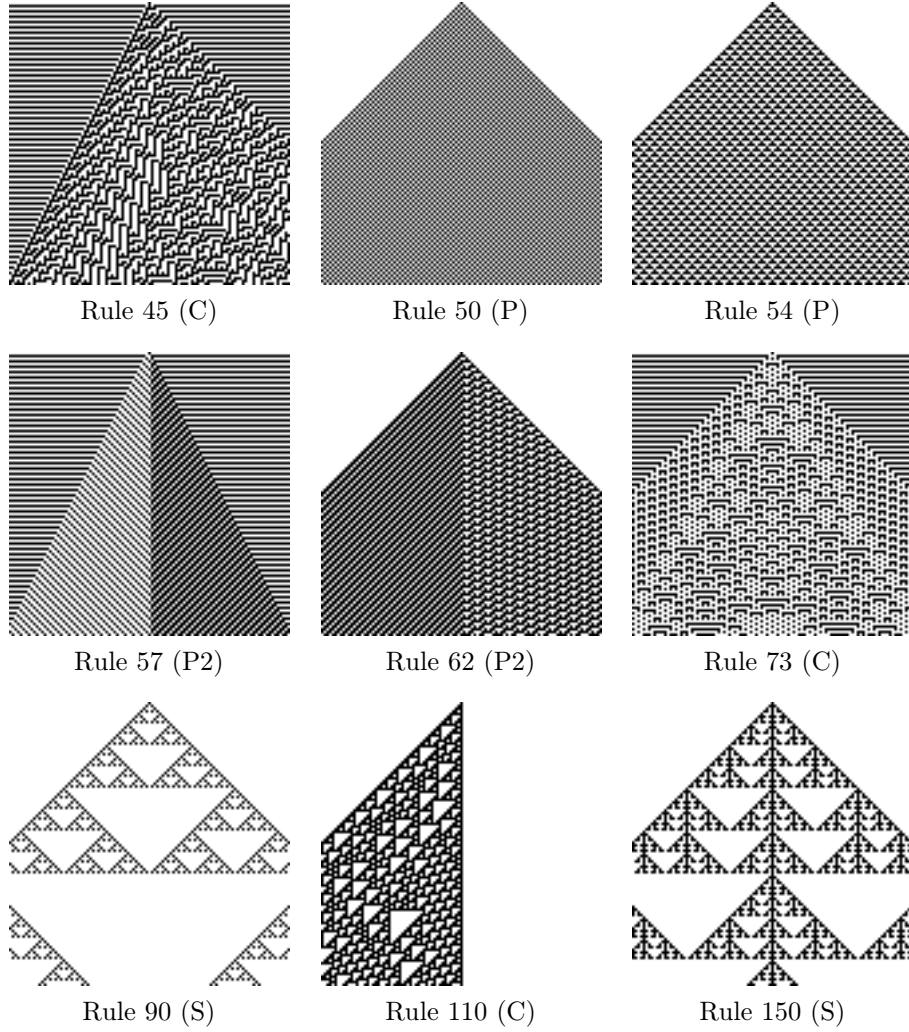 Rule 45 (C) Rule 50 (P) Rule 54 (P)
Rule 57 (P2) Rule 62 (P2) Rule 73 (C)
Rule 90 (S) Rule 110 (C) Rule 150 (S)